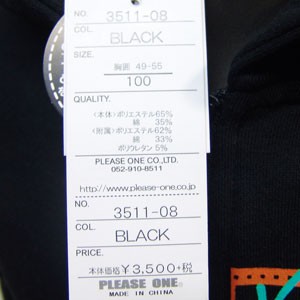 NO. 3511-08
COL. BLACK
SIZE.
胸囲 49-55
100
QUALITY.
〈本体〉ポリエステル65%
綿 35%
〈附属〉ポリエステル62%
綿 33%
ポリウレタン 5%
PLEASE ONE CO.,LTD.
052-910-8511
http://www.please-one.co.jp
NO. 3511-08
COL. BLACK
PRICE.
本体価格 ¥3,500+税
PLEASE ONE.
MADE IN CHINA